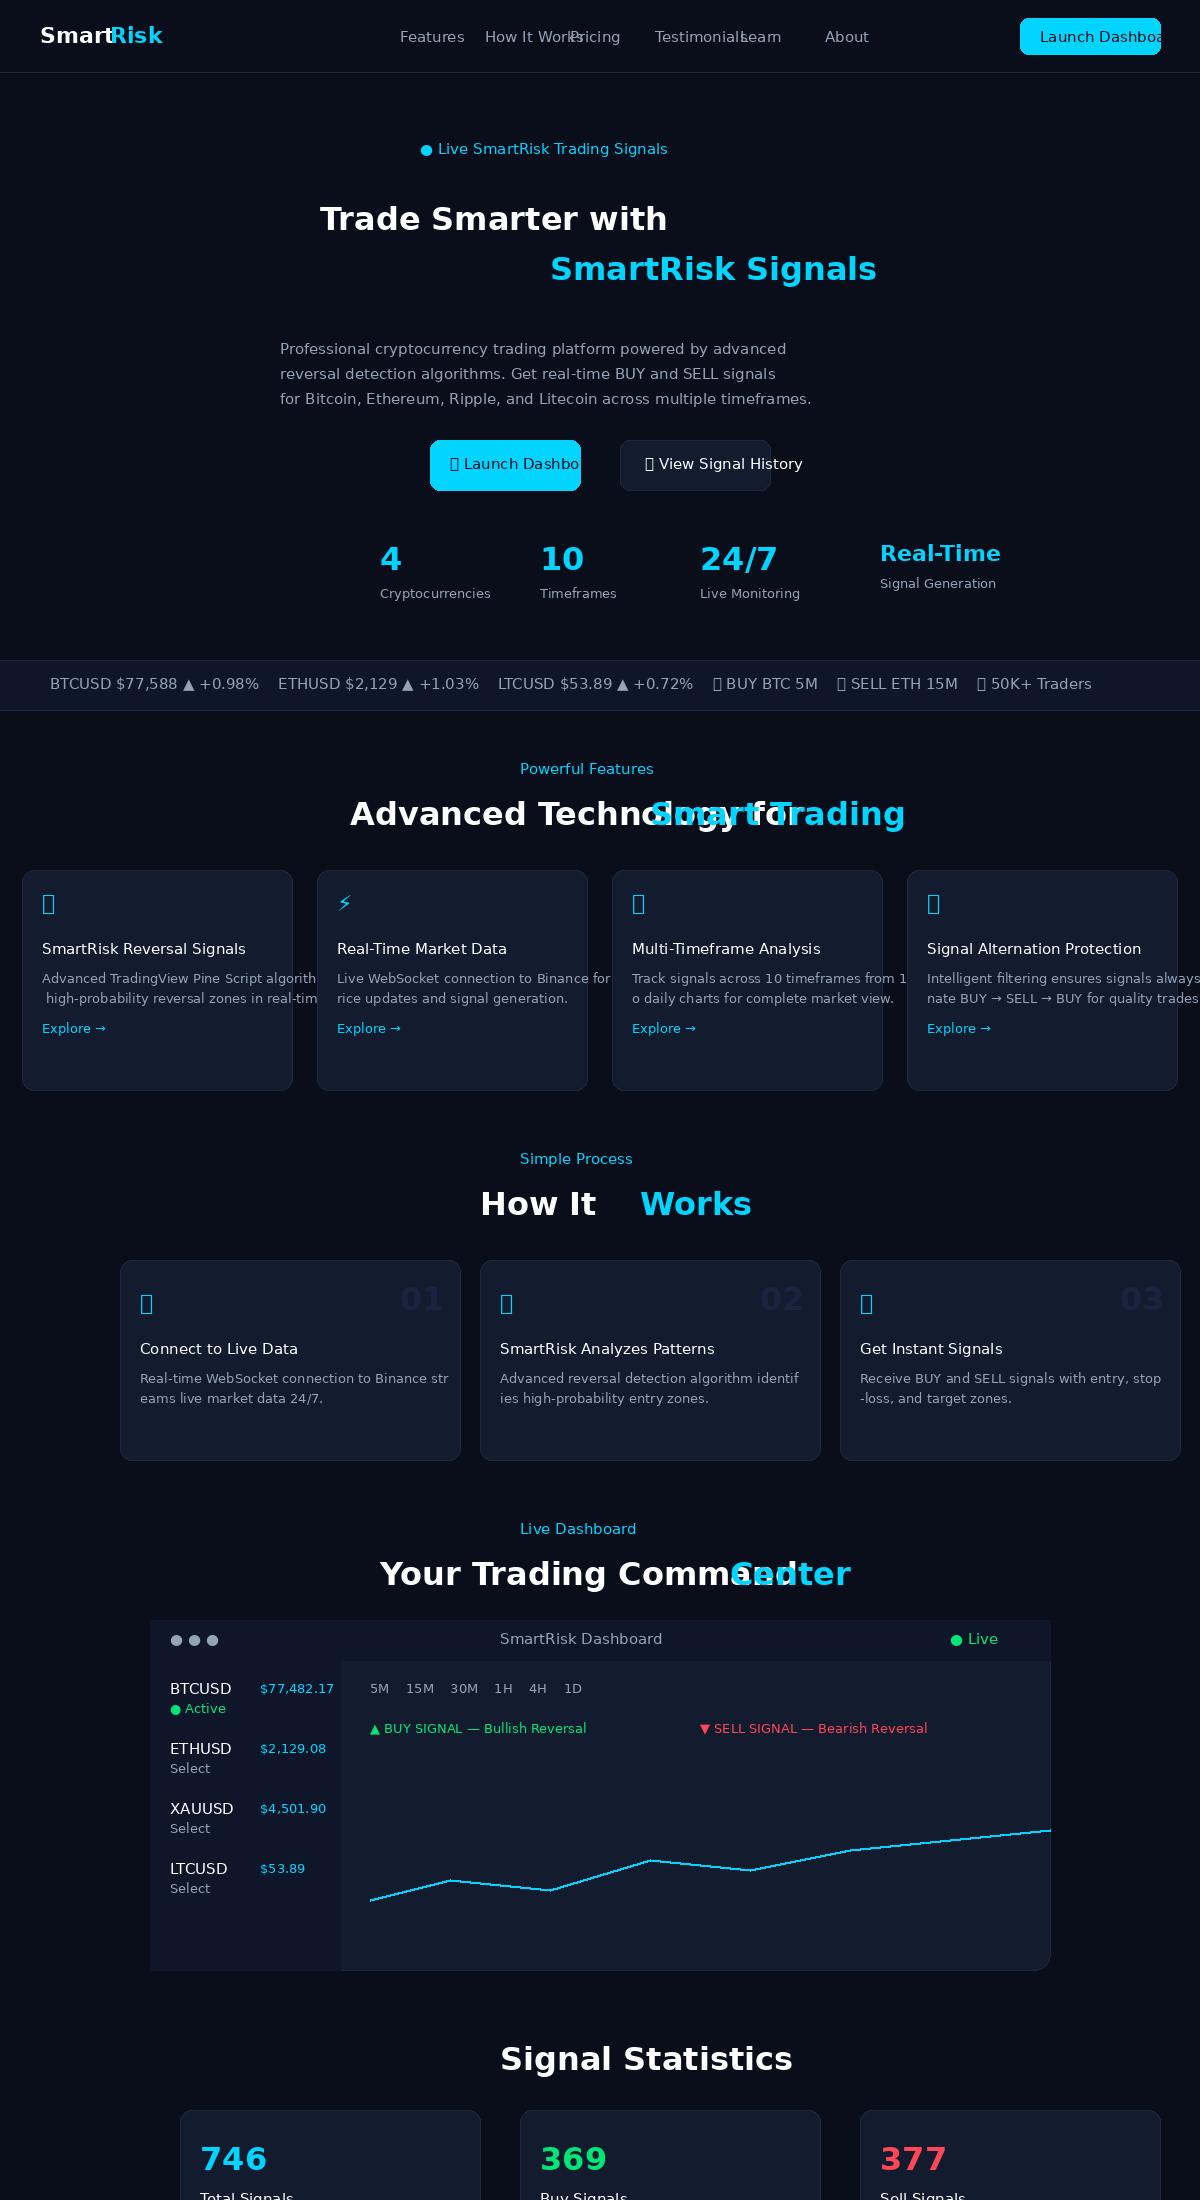 SmartRisk
Features How It Works Pricing Testimonials Learn About
Launch Dashboa
● Live SmartRisk Trading Signals
Trade Smarter with
SmartRisk Signals
Professional cryptocurrency trading platform powered by advanced
reversal detection algorithms. Get real-time BUY and SELL signals
for Bitcoin, Ethereum, Ripple, and Litecoin across multiple timeframes.
Launch Dashbo
View Signal History
4
Cryptocurrencies
10
Timeframes
24/7
Live Monitoring
Real-Time
Signal Generation
BTCUSD $77,588 ▲ +0.98% ETHUSD $2,129 ▲ +1.03% LTCUSD $53.89 ▲ +0.72% BUY BTC 5M SELL ETH 15M 50K+ Traders
Powerful Features
Advanced Technology for Smart Trading
⚡
SmartRisk Reversal Signals
Advanced TradingView Pine Script algorith
high-probability reversal zones in real-tim
Explore →
Real-Time Market Data
Live WebSocket connection to Binance for
rice updates and signal generation.
Explore →
Multi-Timeframe Analysis
Track signals across 10 timeframes from 1
o daily charts for complete market view.
Explore →
Signal Alternation Protection
Intelligent filtering ensures signals always
nate BUY → SELL → BUY for quality trades
Explore →
Simple Process
How It Works
01
Connect to Live Data
Real-time WebSocket connection to Binance str
eams live market data 24/7.
02
SmartRisk Analyzes Patterns
Advanced reversal detection algorithm identif
ies high-probability entry zones.
03
Get Instant Signals
Receive BUY and SELL signals with entry, stop
-loss, and target zones.
Live Dashboard
Your Trading Command Center
● ● ● SmartRisk Dashboard ● Live
BTCUSD $77,482.17
● Active
ETHUSD $2,129.08
Select
XAUUSD $4,501.90
Select
LTCUSD $53.89
Select
5M 15M 30M 1H 4H 1D
▲ BUY SIGNAL — Bullish Reversal
▼ SELL SIGNAL — Bearish Reversal
Signal Statistics
746
Total Signals
369
Buy Signals
377
Sell Signals